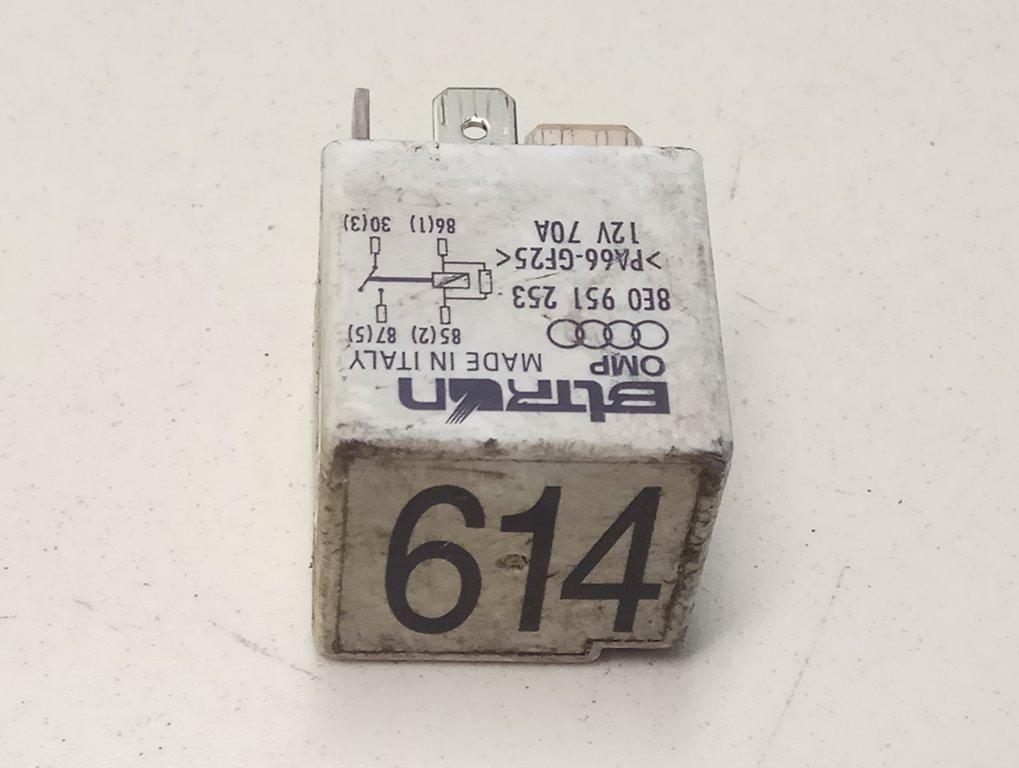 BITRON
OMP MADE IN ITALY
8E0 951 253
>PA66-GF25<
12V 70A
85(2) 87(5)
86(1) 30(3)
614